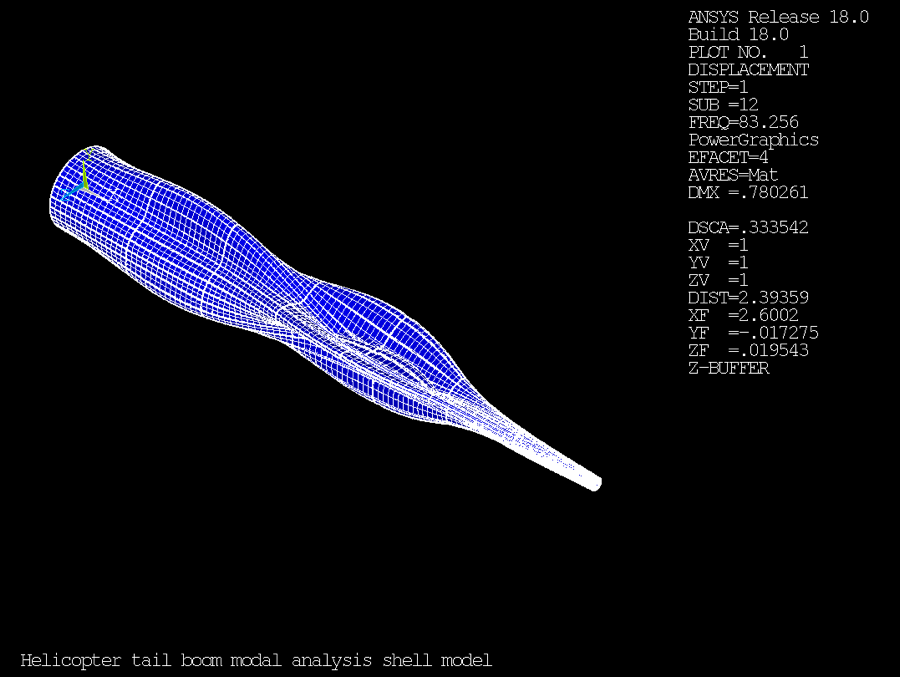 ANSYS Release 18.0
Build 18.0
PLOT NO.   1
DISPLACEMENT
STEP=1
SUB =12
FREQ=83.256
PowerGraphics
EFACET=4
AVRES=Mat
DMX =.780261
DSCA=.333542
XV  =1
YV  =1
ZV  =1
DIST=2.39359
XF  =2.6002
YF  =-.017275
ZF  =.019543
Z-BUFFER
Helicopter tail boom modal analysis shell model